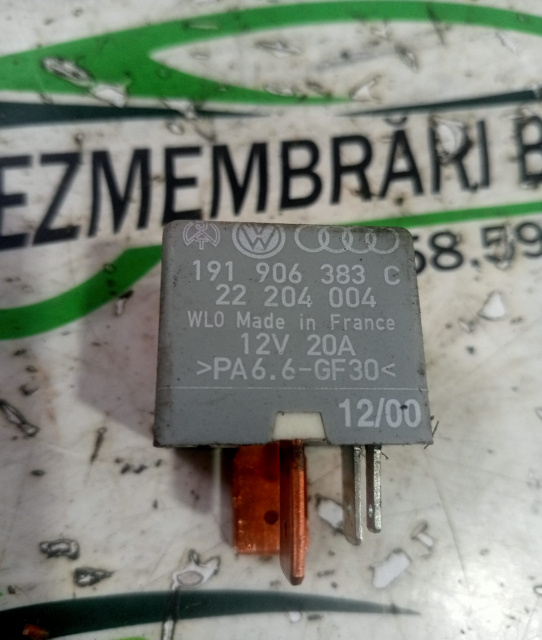 EZMEMBRĂRI B
68.59
191 906 383 C
22 204 004
WLO Made in France
12V 20A
>PA6.6-GF30<
12/00